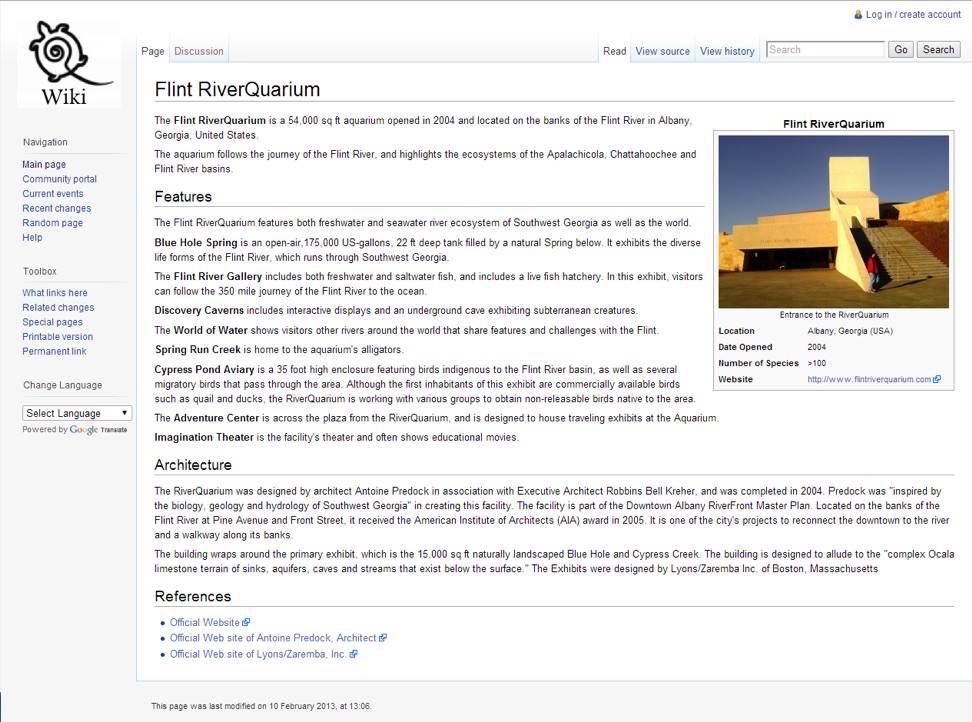 Log in / create account
Wiki
Page Discussion Read View source View history Search Go Search
Navigation
Main page
Community portal
Current events
Recent changes
Random page
Help
Toolbox
What links here
Related changes
Special pages
Printable version
Permanent link
Change Language
Select Language
Powered by Google Translate
Flint RiverQuarium
The Flint RiverQuarium is a 54,000 sq ft aquarium opened in 2004 and located on the banks of the Flint River in Albany,
Georgia, United States.
The aquarium follows the journey of the Flint River, and highlights the ecosystems of the Apalachicola, Chattahoochee and
Flint River basins.
Flint RiverQuarium
Entrance to the RiverQuarium
Location Albany, Georgia (USA)
Date Opened 2004
Number of Species >100
Website http://www.flintriverquarium.com
Features
The Flint RiverQuarium features both freshwater and seawater river ecosystem of Southwest Georgia as well as the world.
Blue Hole Spring is an open-air,175,000 US-gallons, 22 ft deep tank filled by a natural Spring below. It exhibits the diverse
life forms of the Flint River, which runs through Southwest Georgia.
The Flint River Gallery includes both freshwater and saltwater fish, and includes a live fish hatchery. In this exhibit, visitors
can follow the 350 mile journey of the Flint River to the ocean.
Discovery Caverns includes interactive displays and an underground cave exhibiting subterranean creatures.
The World of Water shows visitors other rivers around the world that share features and challenges with the Flint.
Spring Run Creek is home to the aquarium's alligators.
Cypress Pond Aviary is a 35 foot high enclosure featuring birds indigenous to the Flint River basin, as well as several
migratory birds that pass through the area. Although the first inhabitants of this exhibit are commercially available birds
such as quail and ducks, the RiverQuarium is working with various groups to obtain non-releasable birds native to the area.
The Adventure Center is across the plaza from the RiverQuarium, and is designed to house traveling exhibits at the Aquarium.
Imagination Theater is the facility's theater and often shows educational movies.
Architecture
The RiverQuarium was designed by architect Antoine Predock in association with Executive Architect Robbins Bell Kreher, and was completed in 2004. Predock was "inspired by
the biology, geology and hydrology of Southwest Georgia" in creating this facility. The facility is part of the Downtown Albany RiverFront Master Plan. Located on the banks of the
Flint River at Pine Avenue and Front Street, it received the American Institute of Architects (AIA) award in 2005. It is one of the city's projects to reconnect the downtown to the river
and a walkway along its banks.
The building wraps around the primary exhibit, which is the 15,000 sq ft naturally landscaped Blue Hole and Cypress Creek. The building is designed to allude to the "complex Ocala
limestone terrain of sinks, aquifers, caves and streams that exist below the surface." The Exhibits were designed by Lyons/Zaremba Inc. of Boston, Massachusetts
References
Official Website
Official Web site of Antoine Predock, Architect
Official Web site of Lyons/Zaremba, Inc.
This page was last modified on 10 February 2013, at 13:06.